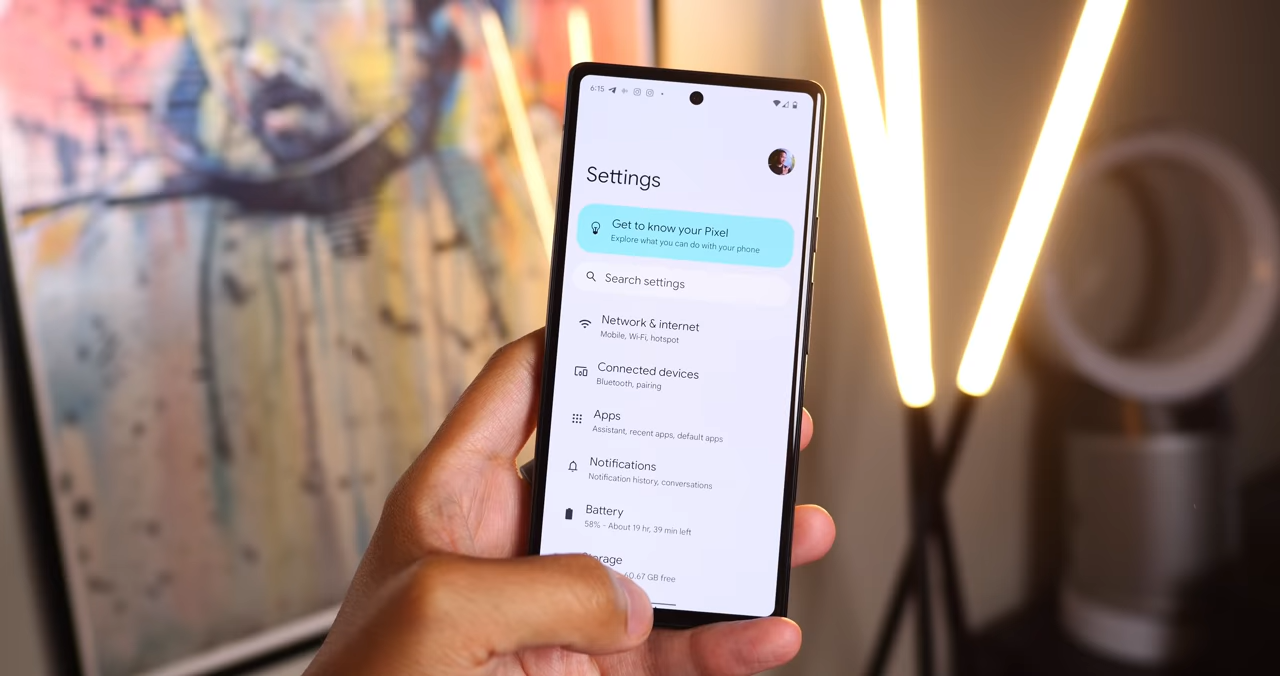 6:15
Settings
Get to know your Pixel
Explore what you can do with your phone
Search settings
Network & internet
Mobile, Wi-Fi, hotspot
Connected devices
Bluetooth, pairing
Apps
Assistant, recent apps, default apps
Notifications
Notification history, conversations
Battery
58% - About 19 hr, 39 min left
60.67 GB free